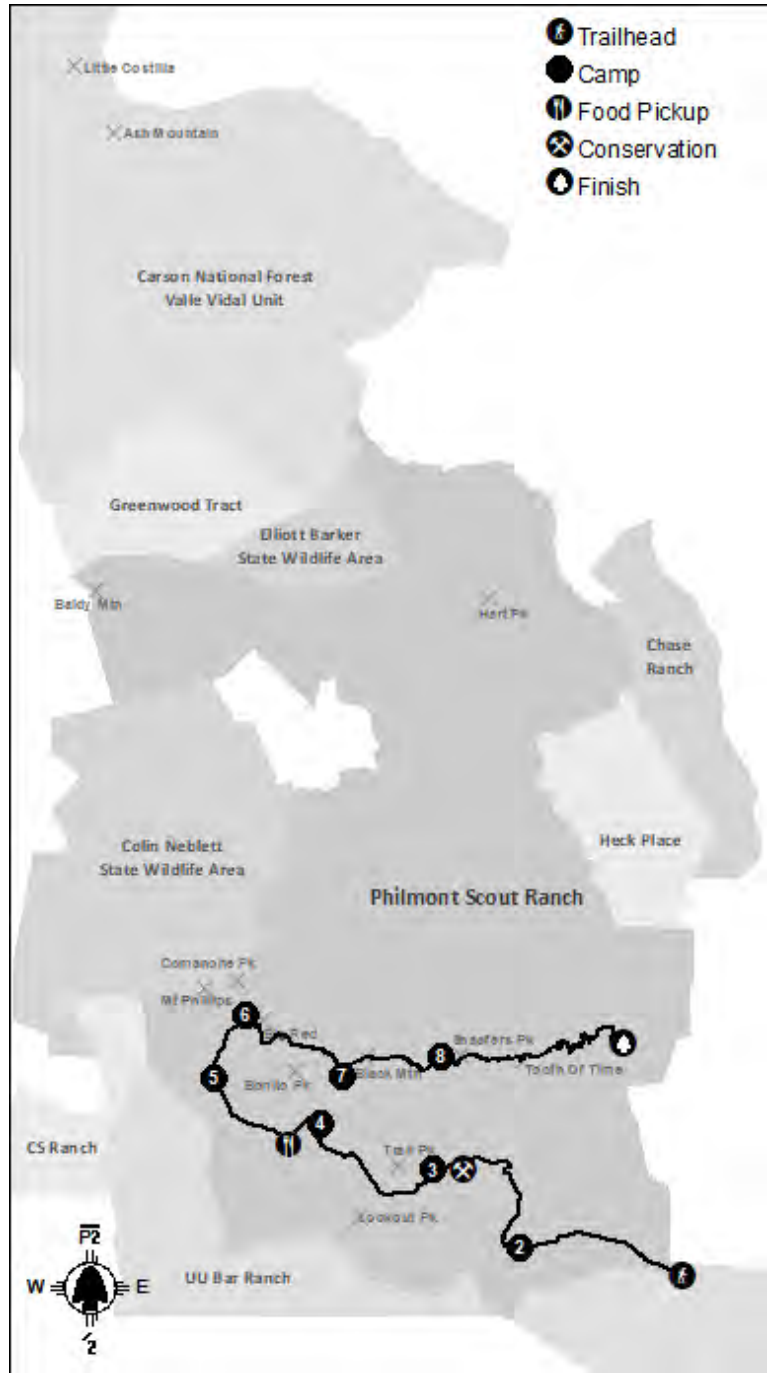 Trailhead
Camp
Food Pickup
Conservation
Finish
Little Costilla
Ash Mountain
Carson National Forest
Valle Vidal Unit
Greenwood Tract
Elliott Barker
State Wildlife Area
Baldy Mtn
Hart Pk
Chase
Ranch
Heck Place
Colin Neblett
State Wildlife Area
Philmont Scout Ranch
Comanche Pk
Mt Phillips
6
Red
8
Shaefers Pk
5
7
Black Mtn
Tooth Of Time
Bonito Pk
4
CS Ranch
Trail Pk
3
Lookout Pk
2
UU Bar Ranch
W
E